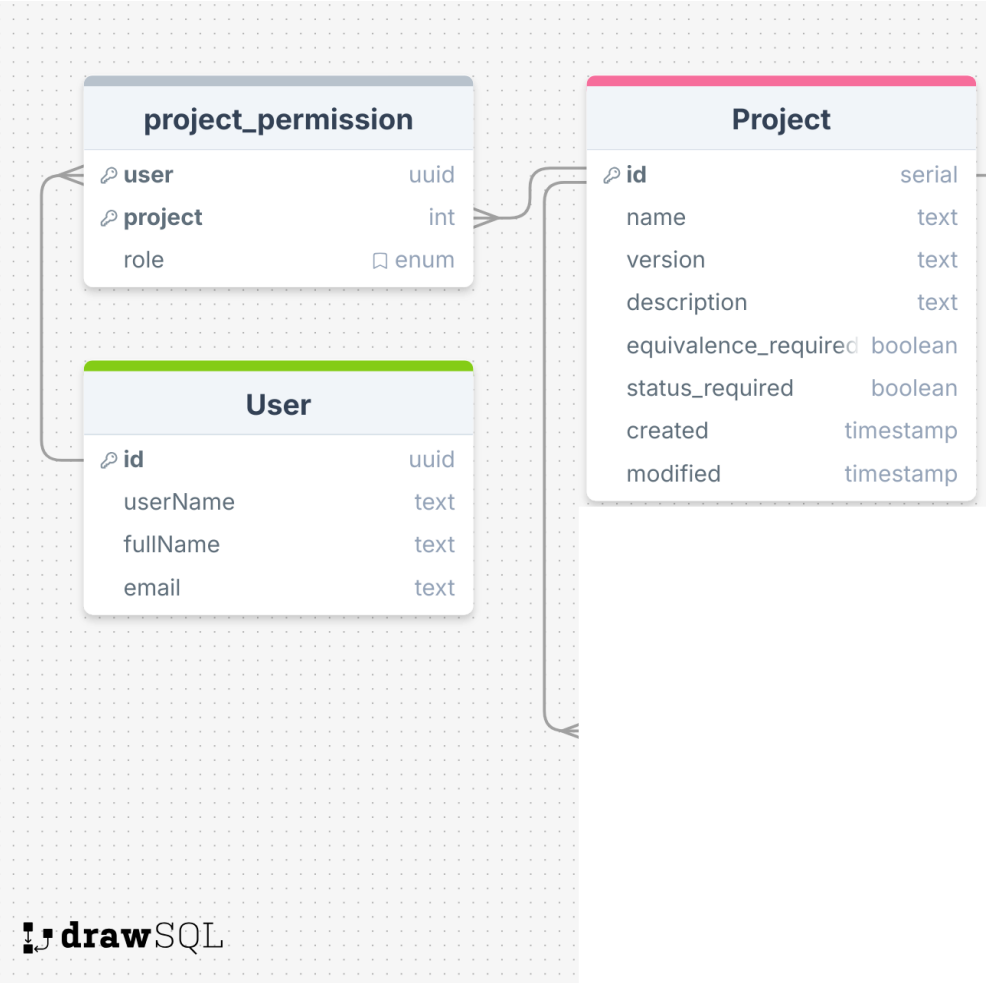 project_permission
user uuid
project int
role enum
User
id uuid
userName text
fullName text
email text
Project
id serial
name text
version text
description text
equivalence_required boolean
status_required boolean
created timestamp
modified timestamp
drawSQL